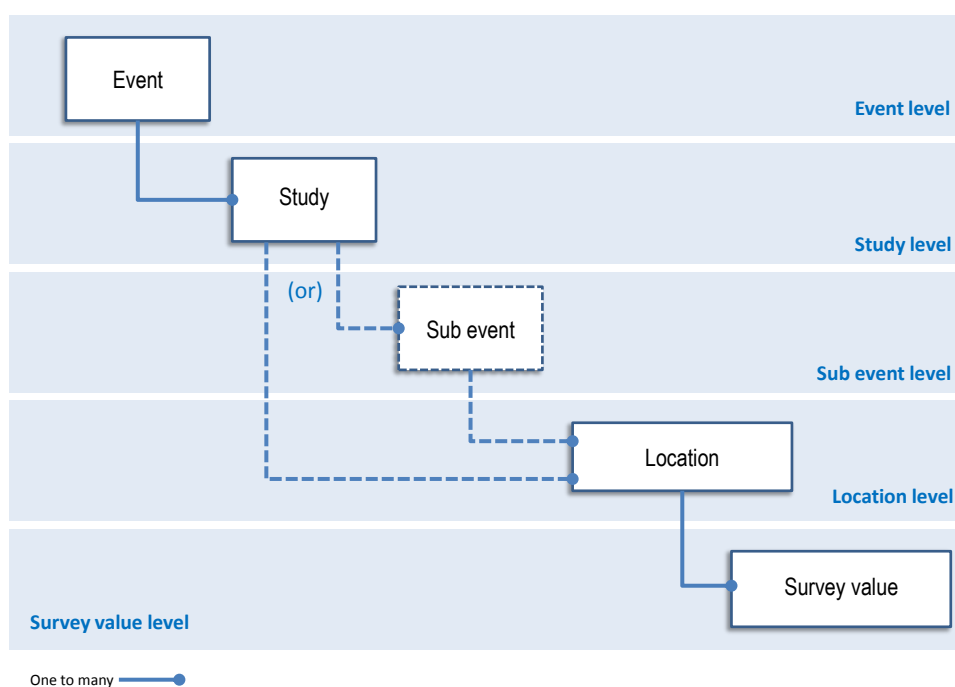 Event
Event level
Study
Study level
(or)
Sub event
Sub event level
Location
Location level
Survey value
Survey value level
One to many